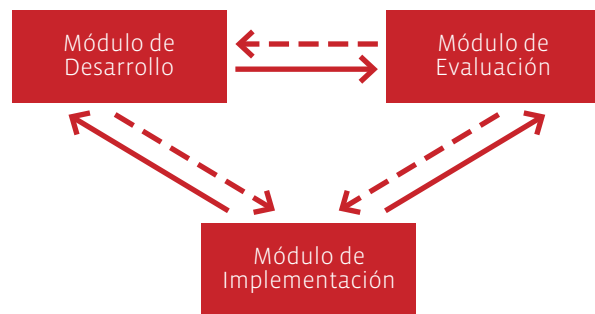 Módulo de
Desarrollo
Módulo de
Evaluación
Módulo de
Implementación